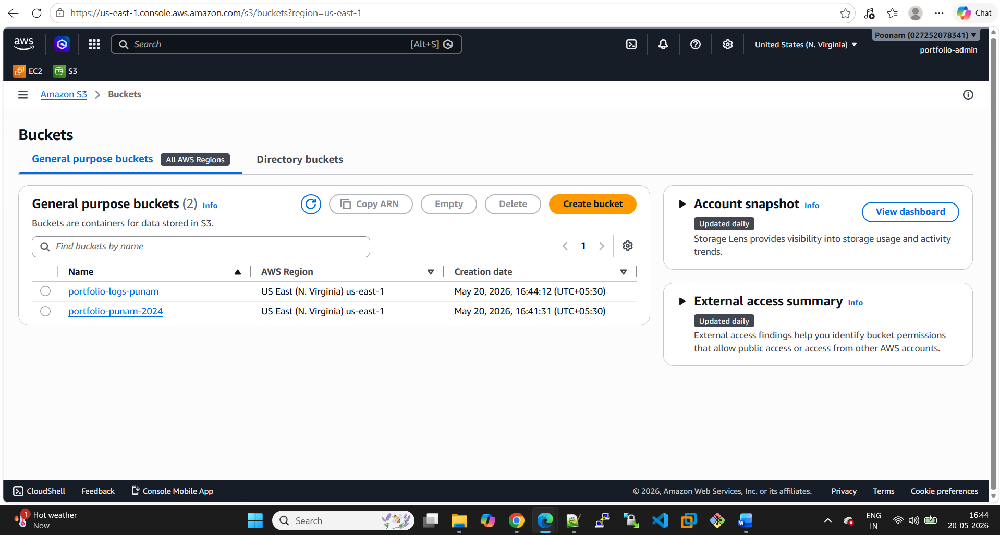 https://us-east-1.console.aws.amazon.com/s3/buckets?region=us-east-1
Chat
aws
Search
[Alt+S]
United States (N. Virginia)
Poonam (027252078341)
portfolio-admin
EC2
S3
Amazon S3
Buckets
Buckets
General purpose buckets
All AWS Regions
Directory buckets
General purpose buckets (2) Info
Copy ARN
Empty
Delete
Create bucket
Buckets are containers for data stored in S3.
Find buckets by name
1
Name
AWS Region
Creation date
portfolio-logs-punam
US East (N. Virginia) us-east-1
May 20, 2026, 16:44:12 (UTC+05:30)
portfolio-punam-2024
US East (N. Virginia) us-east-1
May 20, 2026, 16:41:31 (UTC+05:30)
Account snapshot Info
Updated daily
View dashboard
Storage Lens provides visibility into storage usage and activity
trends.
External access summary Info
Updated daily
External access findings help you identify bucket permissions
that allow public access or access from other AWS accounts.
CloudShell
Feedback
Console Mobile App
© 2026, Amazon Web Services, Inc. or its affiliates.
Privacy
Terms
Cookie preferences
1
Hot weather
Now
Search
W
ENG
IN
16:44
20-05-2026